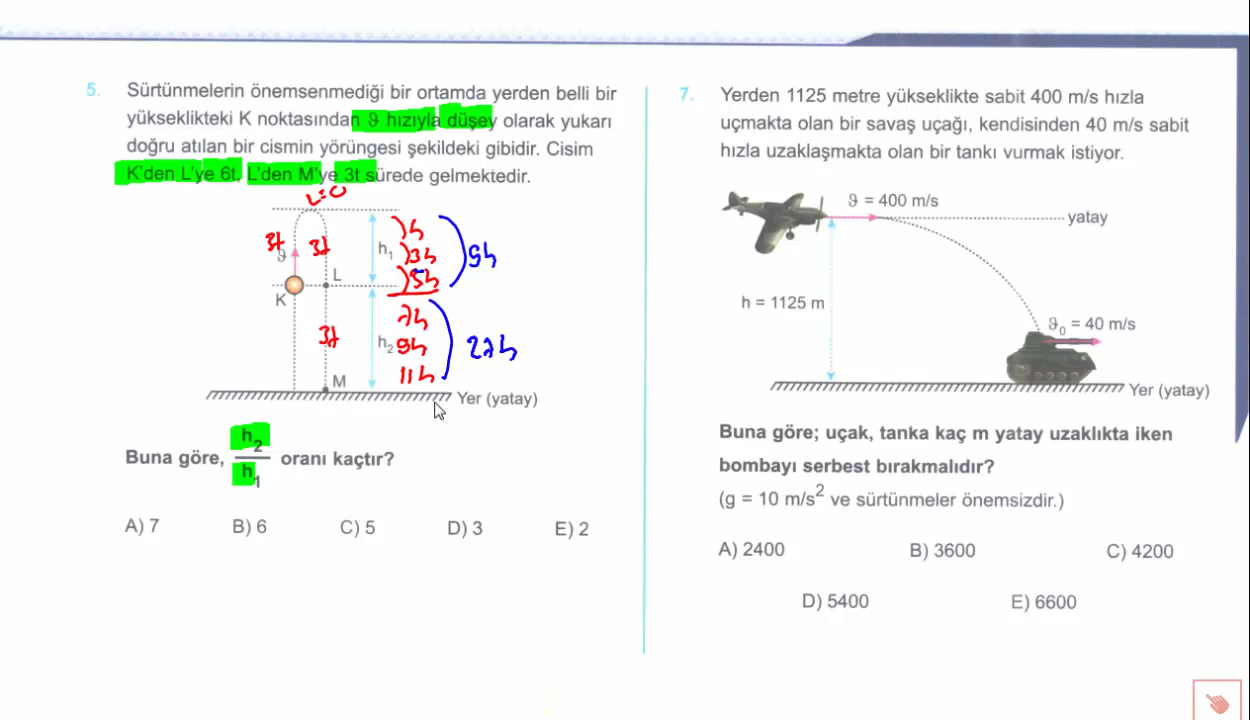 5. Sürtünmelerin önemsenmediği bir ortamda yerden belli bir
yükseklikteki K noktasından ϑ hızıyla düşey olarak yukarı
doğru atılan bir cismin yörüngesi şekildeki gibidir. Cisim
K'den L'ye 6t, L'den M'ye 3t sürede gelmektedir.
3t
ϑ
3t
K
L
3t
M
h₁
h₂
h
3h
5h
7h
9h
11h
9h
27h
Yer (yatay)
Buna göre, h₂/h₁ oranı kaçtır?
A) 7 B) 6 C) 5 D) 3 E) 2
7. Yerden 1125 metre yükseklikte sabit 400 m/s hızla
uçmakta olan bir savaş uçağı, kendisinden 40 m/s sabit
hızla uzaklaşmakta olan bir tankı vurmak istiyor.
ϑ = 400 m/s
yatay
h = 1125 m
ϑ₀ = 40 m/s
Yer (yatay)
Buna göre; uçak, tanka kaç m yatay uzaklıkta iken
bombayı serbest bırakmalıdır?
(g = 10 m/s² ve sürtünmeler önemsizdir.)
A) 2400 B) 3600 C) 4200
D) 5400 E) 6600